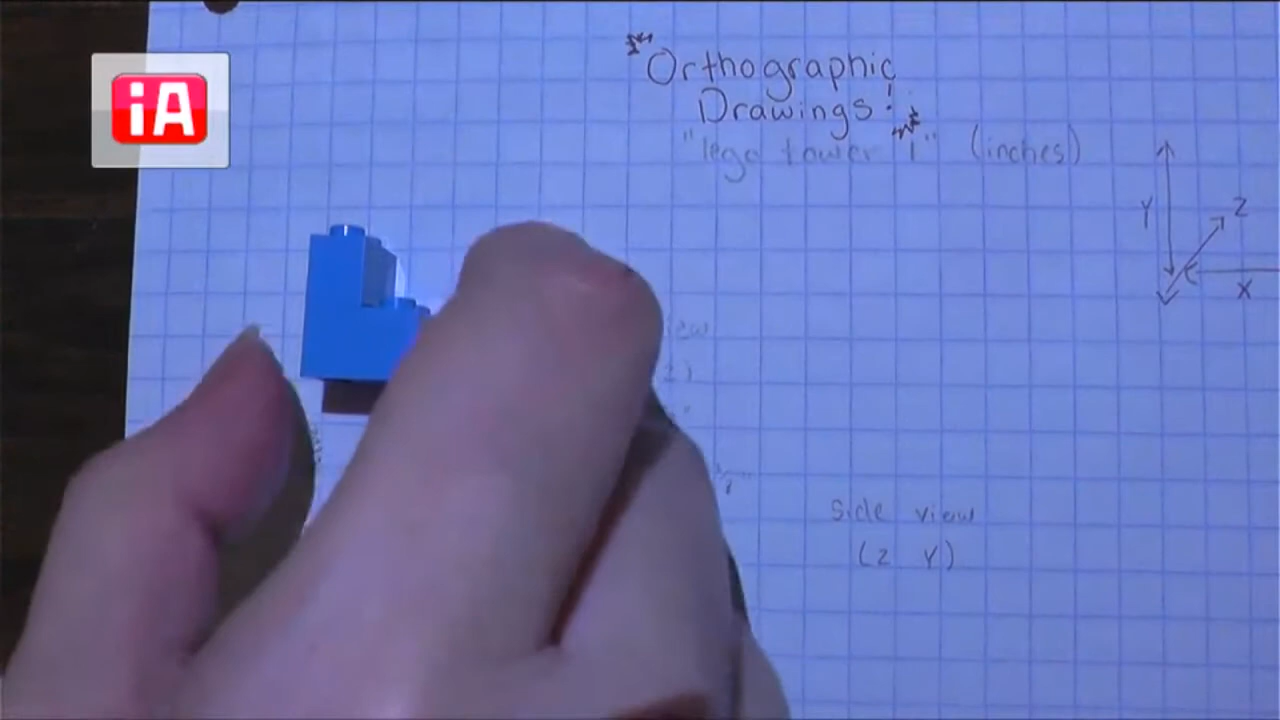 iA
Orthographic
Drawings!
"lego tower 1" (inches)
Y
Z
X
side view
(Z Y)